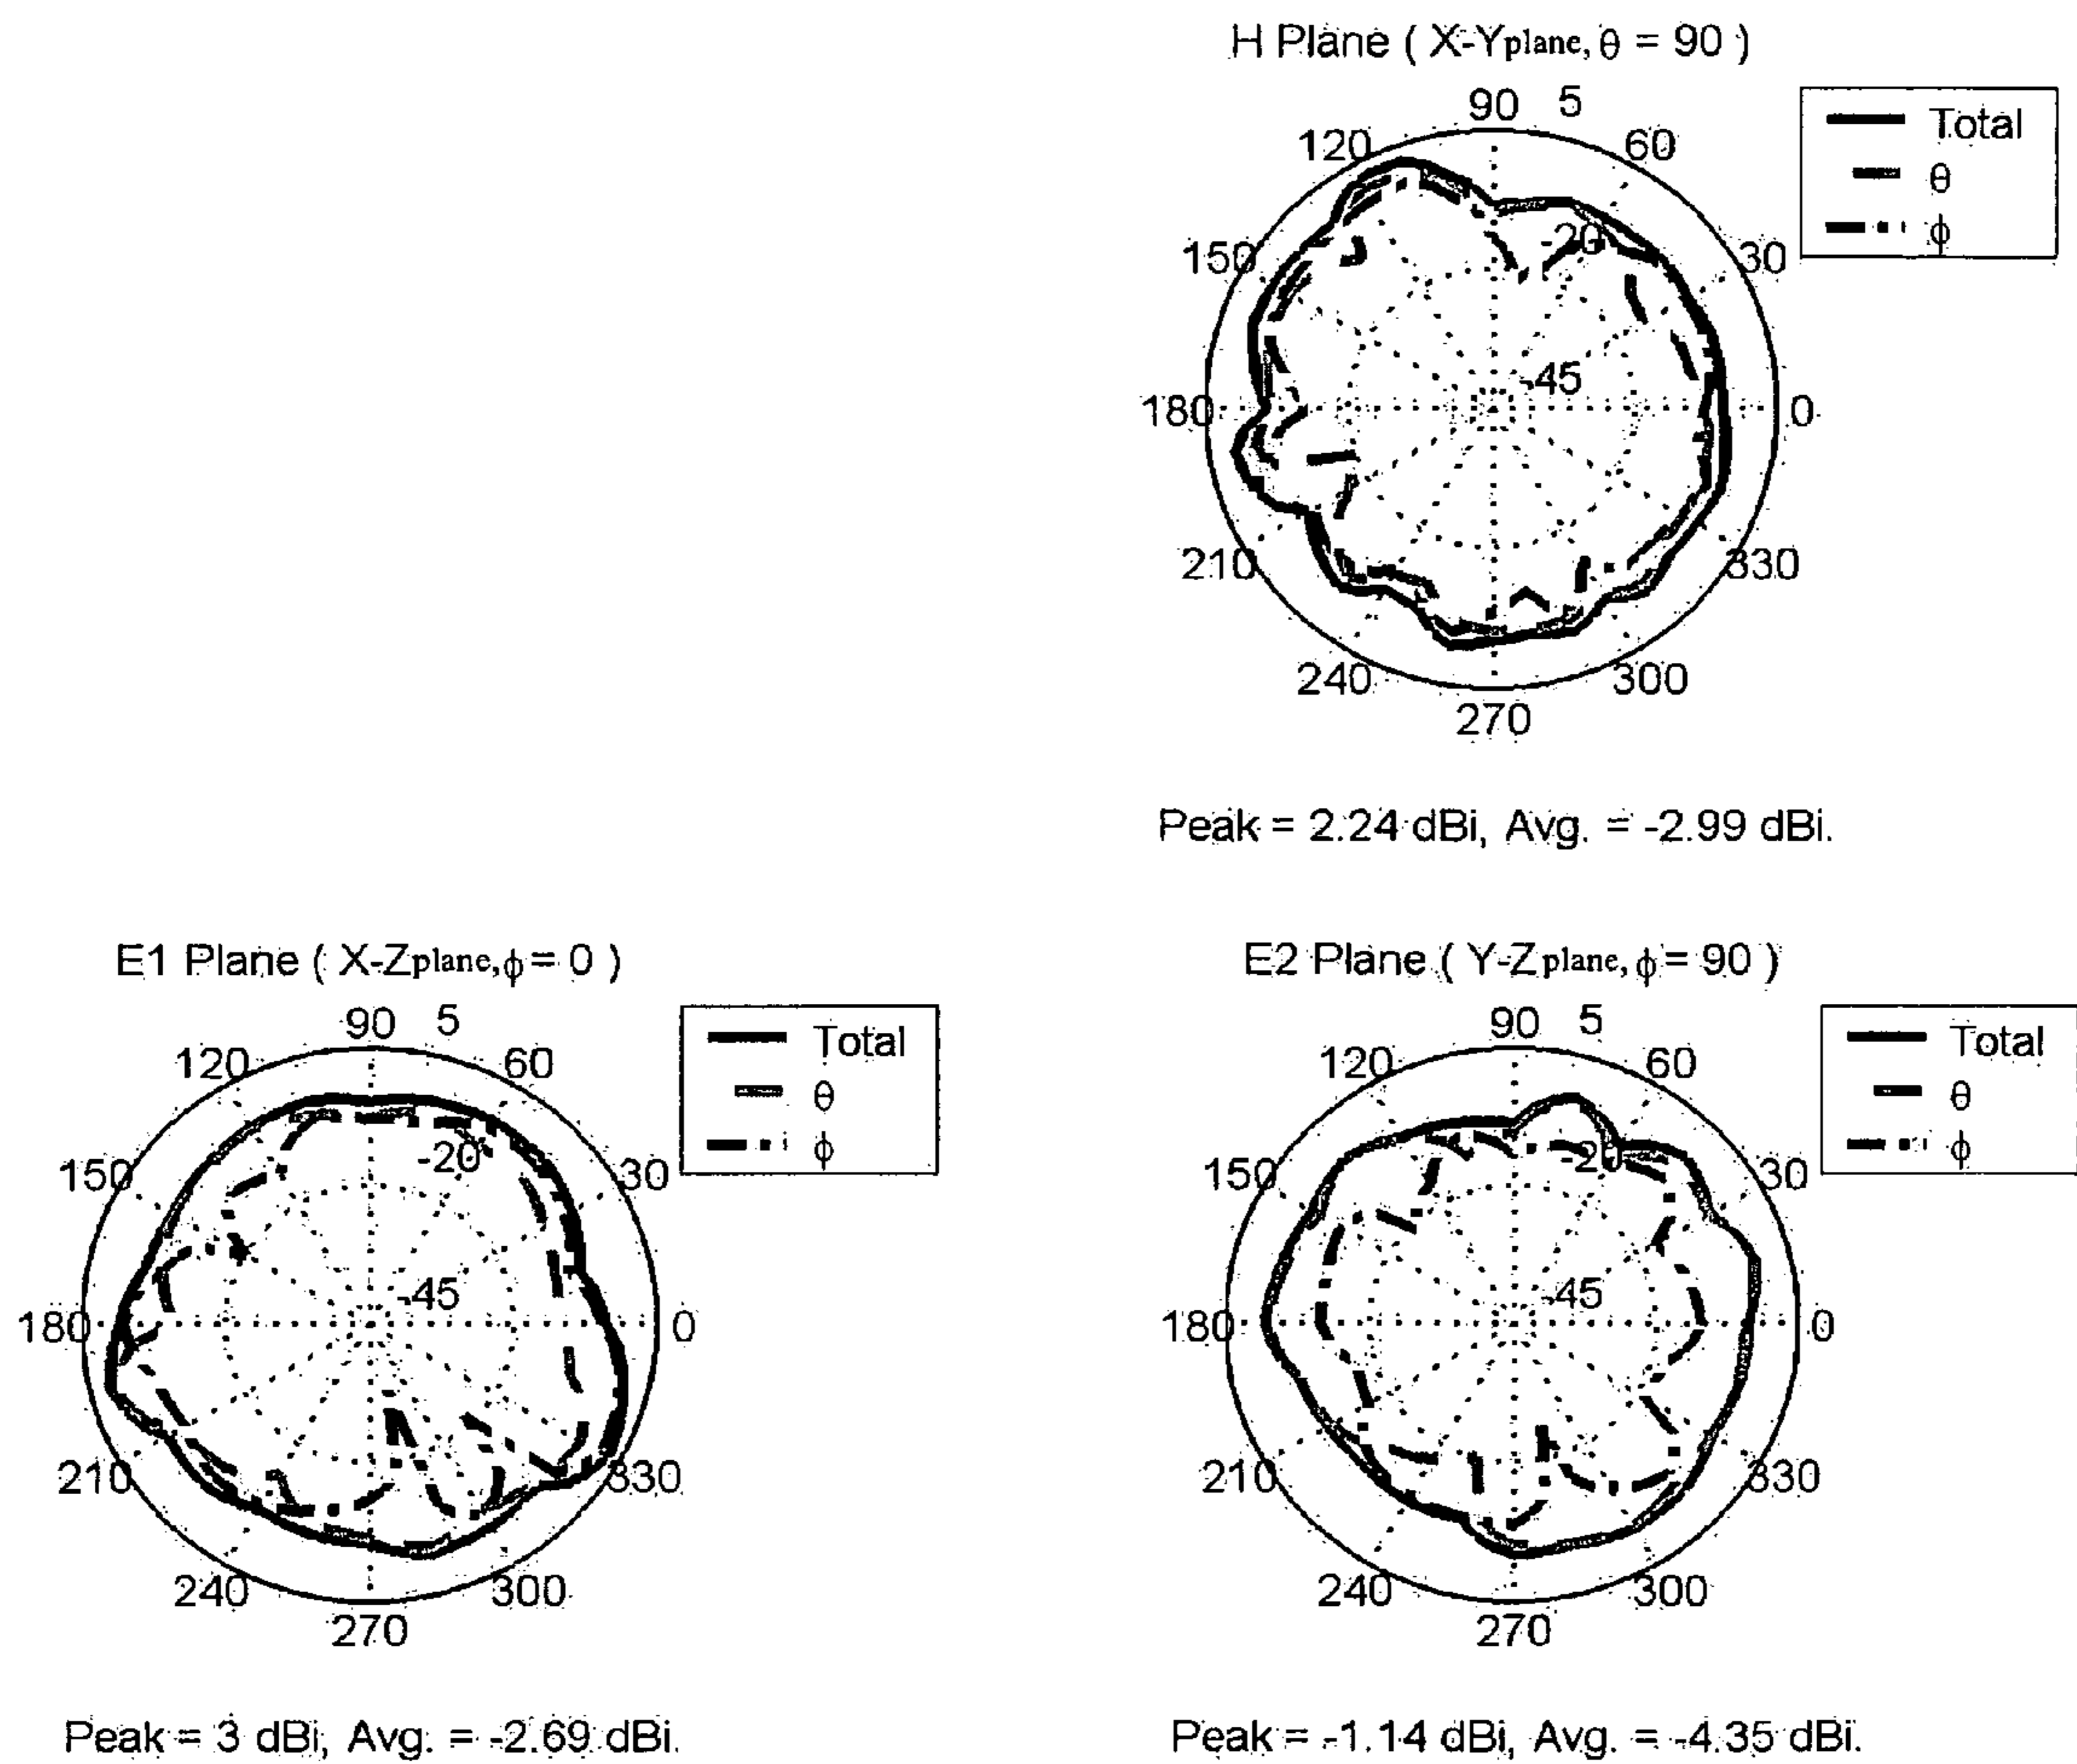 H Plane ( X-Yplane, θ = 90 )
90 5
120 60
150 30
-20
-45
180 0
210 330
240 300
270
Total
θ
ϕ
Peak = 2.24 dBi, Avg. = -2.99 dBi.
E1 Plane ( X-Zplane, ϕ = 0 )
90 5
120 60
150 30
-20
-45
180 0
210 330
240 300
270
Total
θ
ϕ
Peak = 3 dBi, Avg. = -2.69 dBi.
E2 Plane ( Y-Z plane, ϕ = 90 )
90 5
120 60
150 30
-20
-45
180 0
210 330
240 300
270
Total
θ
ϕ
Peak = -1.14 dBi, Avg. = -4.35 dBi.